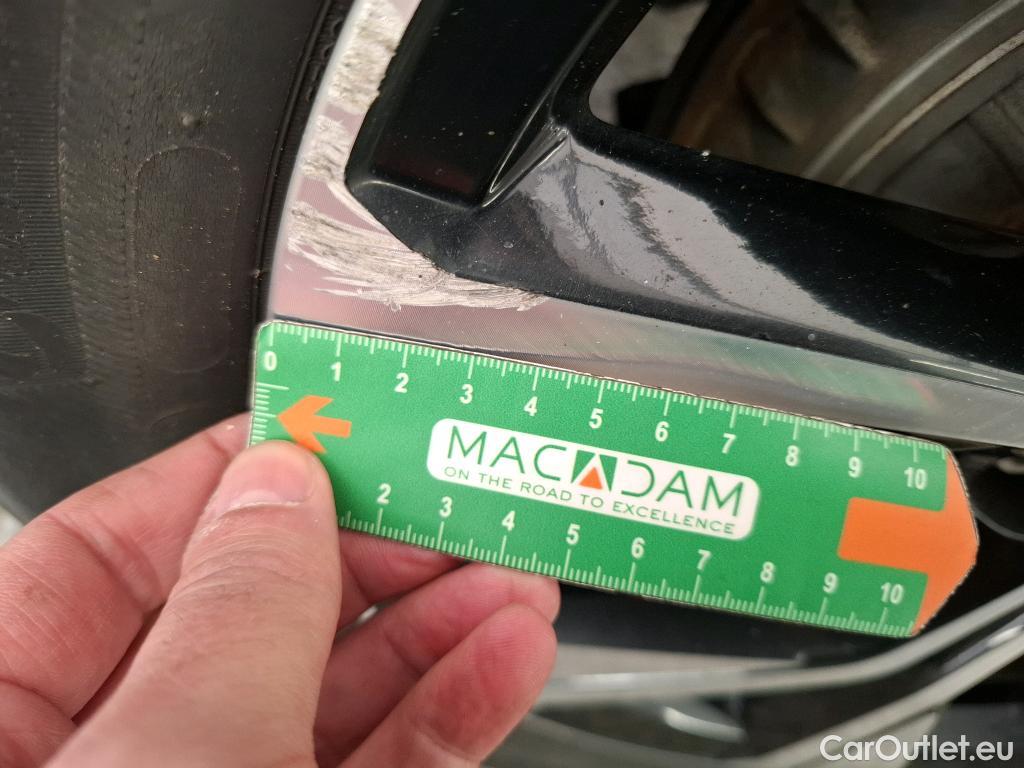 0 1 2 3 4 5 6 7 8 9 10
MACADAM
ON THE ROAD TO EXCELLENCE
2 3 4 5 6 7 8 9 10
CarOutlet.eu